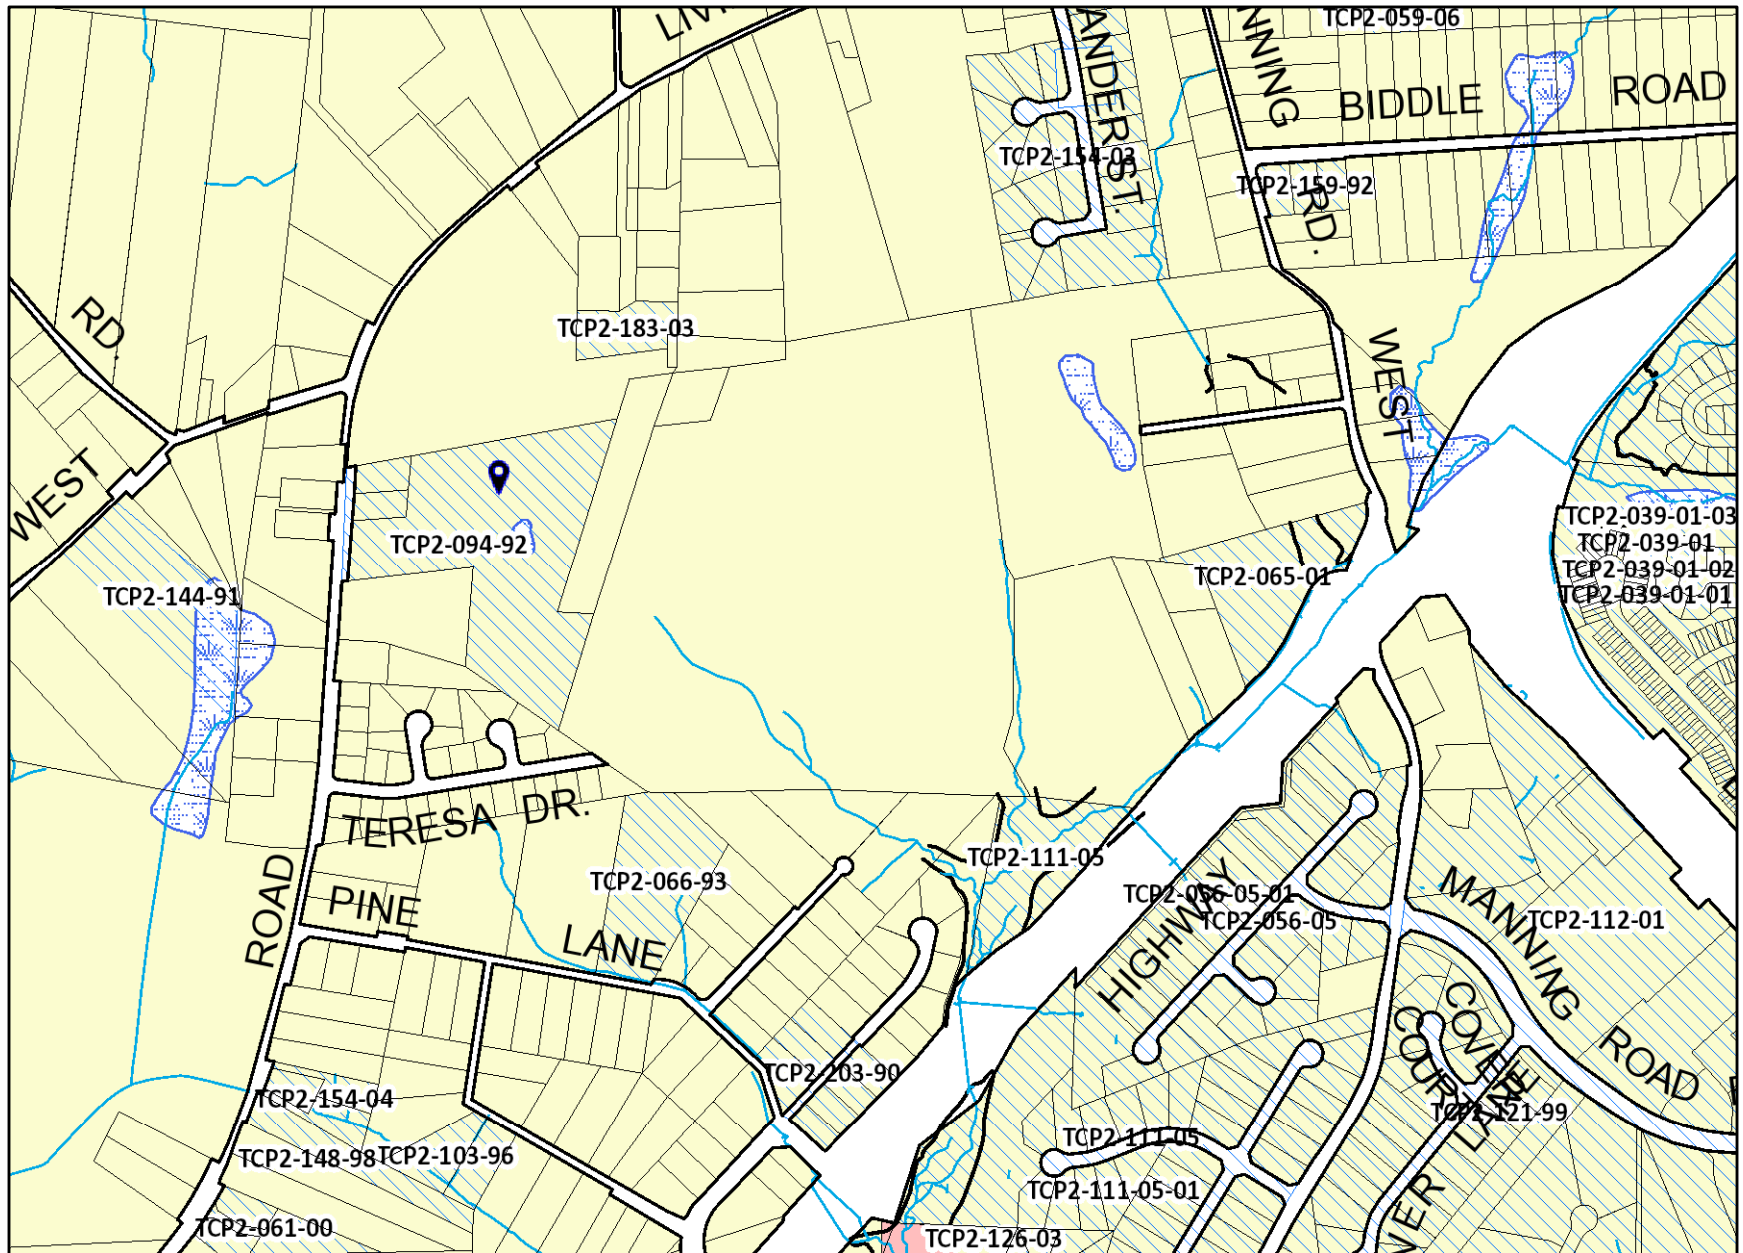 TCP2-059-06
BIDDLE ROAD
TCP2-154-03
TCP2-159-92
RD.
RD.
TCP2-183-03
WEST
WEST
TCP2-094-92
TCP2-144-91
TCP2-065-01
TCP2-039-01-03
TCP2-039-01
TCP2-039-01-02
TCP2-039-01-01
TERESA DR.
TCP2-111-05
TCP2-066-93
PINE LANE
ROAD
TCP2-056-05-01
TCP2-056-05
HIGHWAY
MANNING ROAD
TCP2-112-01
TCP2-203-90
TCP2-154-04
TCP2-121-99
TCP2-148-98
TCP2-103-96
TCP2-111-05
TCP2-111-05-01
TCP2-061-00
TCP2-126-03